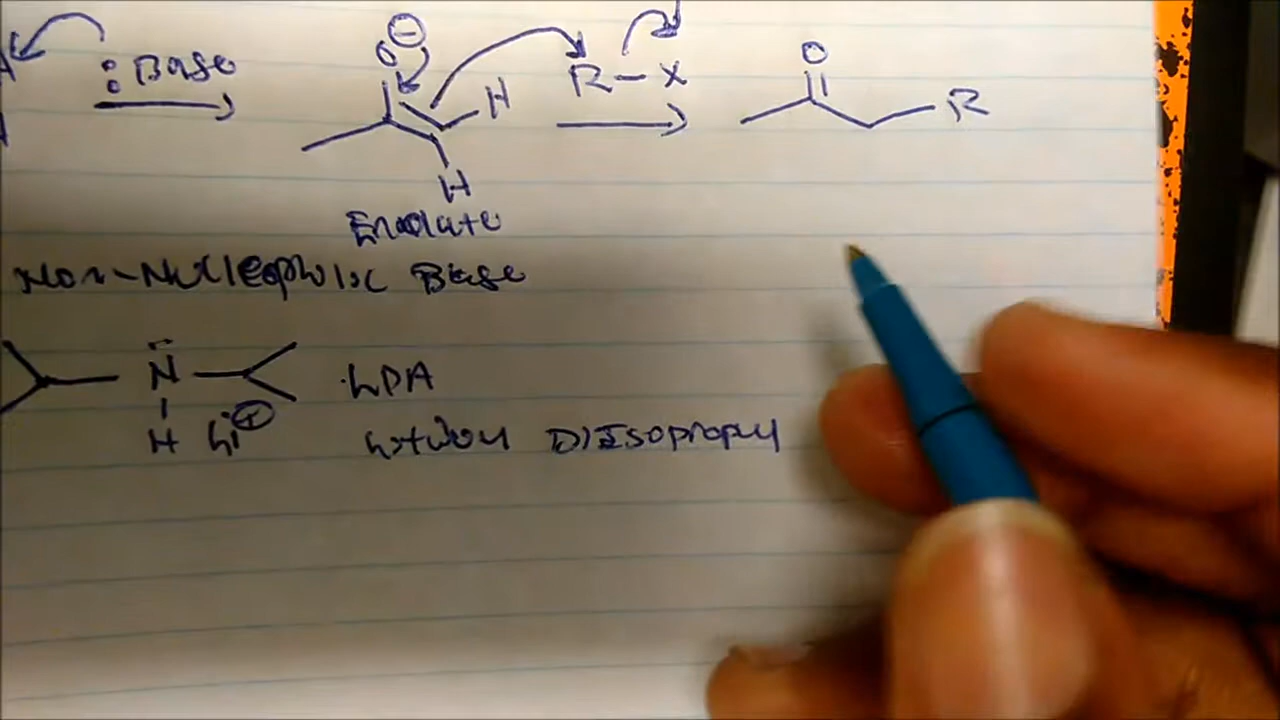 :Base
O ⊖
H
R-X
O
R
H
Enolate
Non-Nucleophilic Base
N
LDA
H Li⊕
Lithium DiIsopropyl